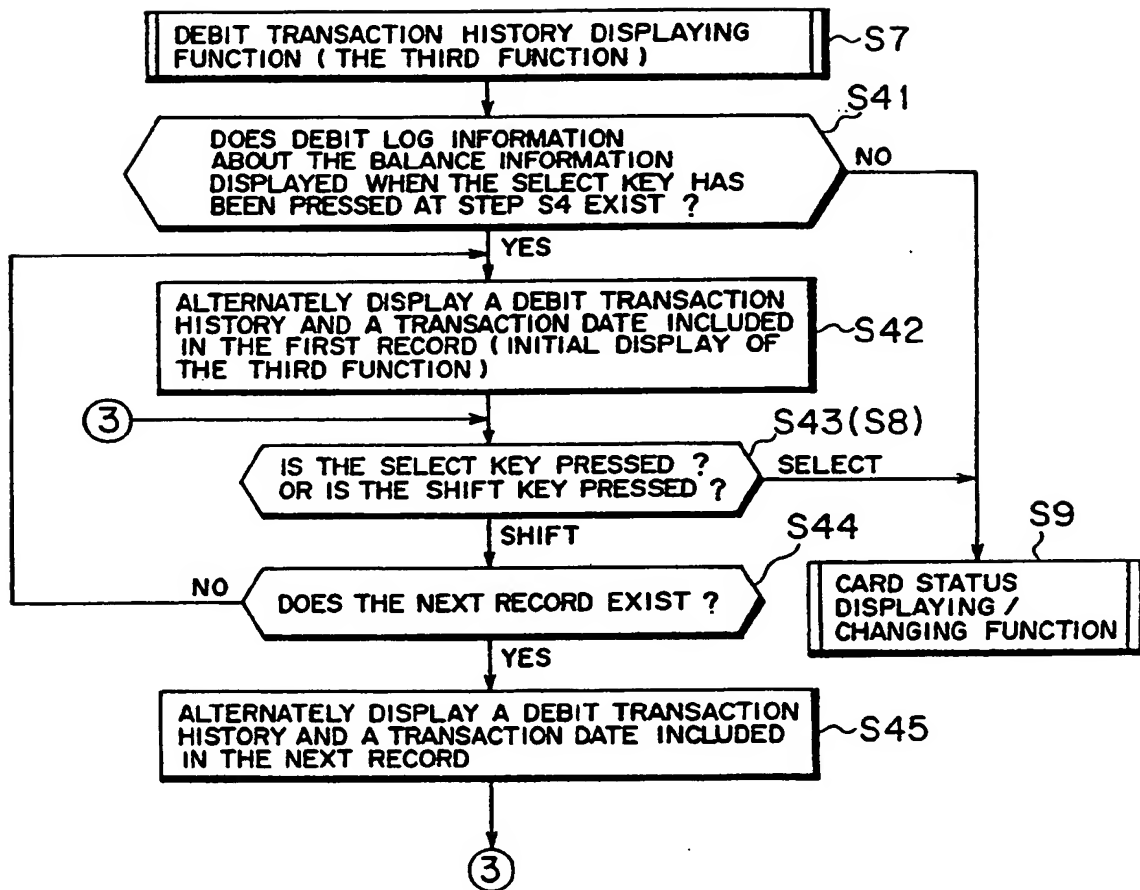 DEBIT TRANSACTION HISTORY DISPLAYING
FUNCTION (THE THIRD FUNCTION)
S7
S41
DOES DEBIT LOG INFORMATION
ABOUT THE BALANCE INFORMATION
DISPLAYED WHEN THE SELECT KEY HAS
BEEN PRESSED AT STEP S4 EXIST ?
NO
YES
ALTERNATELY DISPLAY A DEBIT TRANSACTION
HISTORY AND A TRANSACTION DATE INCLUDED
IN THE FIRST RECORD (INITIAL DISPLAY OF
THE THIRD FUNCTION)
S42
3
S43(S8)
IS THE SELECT KEY PRESSED ?
OR IS THE SHIFT KEY PRESSED ?
SELECT
SHIFT
S44
NO
DOES THE NEXT RECORD EXIST ?
S9
CARD STATUS
DISPLAYING /
CHANGING FUNCTION
YES
ALTERNATELY DISPLAY A DEBIT TRANSACTION
HISTORY AND A TRANSACTION DATE INCLUDED
IN THE NEXT RECORD
S45
3